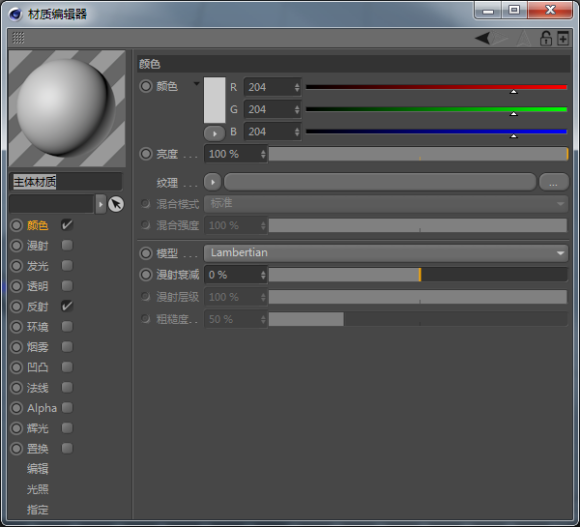 材质编辑器
颜色
颜色
R 204
G 204
B 204
亮度 . . . 100 %
纹理 . . . ...
混合模式 标准
混合强度 100 %
模型 . . . Lambertian
漫射衰减 0 %
漫射层级 100 %
粗糙度. . 50 %
主体材质
颜色
漫射
发光
透明
反射
环境
烟雾
凹凸
法线
Alpha
辉光
置换
编辑
光照
指定